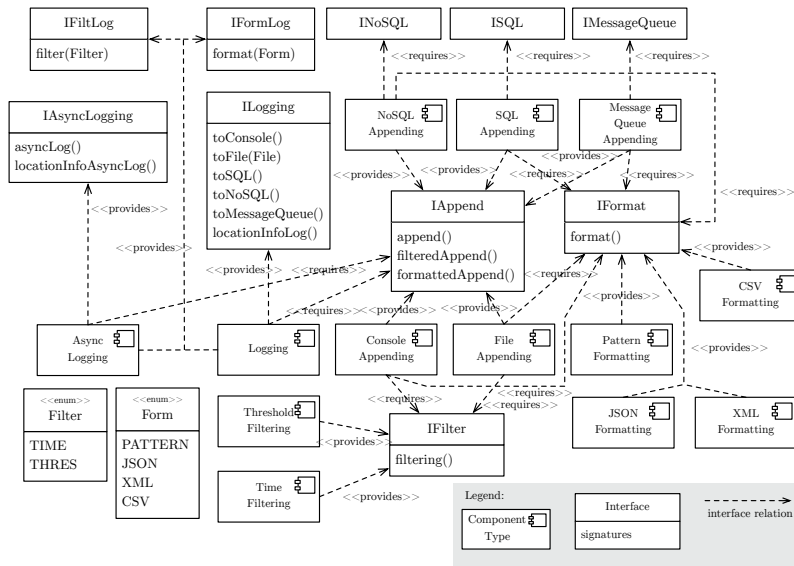 IFiltLog
filter(Filter)
IFormLog
format(Form)
INoSQL
ISQL
IMessageQueue
<<requires>>
<<requires>>
<<requires>>
IAsyncLogging
asyncLog()
locationInfoAsyncLog()
ILogging
toConsole()
toFile(File)
toSQL()
toNoSQL()
toMessageQueue()
locationInfoLog()
NoSQL
Appending
SQL
Appending
Message
Queue
Appending
<<provides>>
<<provides>>
<<provides>>
<<requires>>
<<requires>>
<<requires>>
IAppend
append()
filteredAppend()
formattedAppend()
IFormat
format()
<<provides>>
<<provides>>
<<provides>>
<<requires>>
<<requires>>
<<provides>>
<<provides>>
<<requires>>
<<provides>>
<<provides>>
CSV
Formatting
Async
Logging
Logging
Console
Appending
File
Appending
Pattern
Formatting
<<provides>>
<<enum>>
Filter
TIME
THRES
<<enum>>
Form
PATTERN
JSON
XML
CSV
Threshold
Filtering
<<provides>>
<<requires>>
<<requires>>
<<requires>>
IFilter
filtering()
JSON
Formatting
XML
Formatting
Time
Filtering
<<provides>>
Legend:
Component
Type
Interface
signatures
interface relation